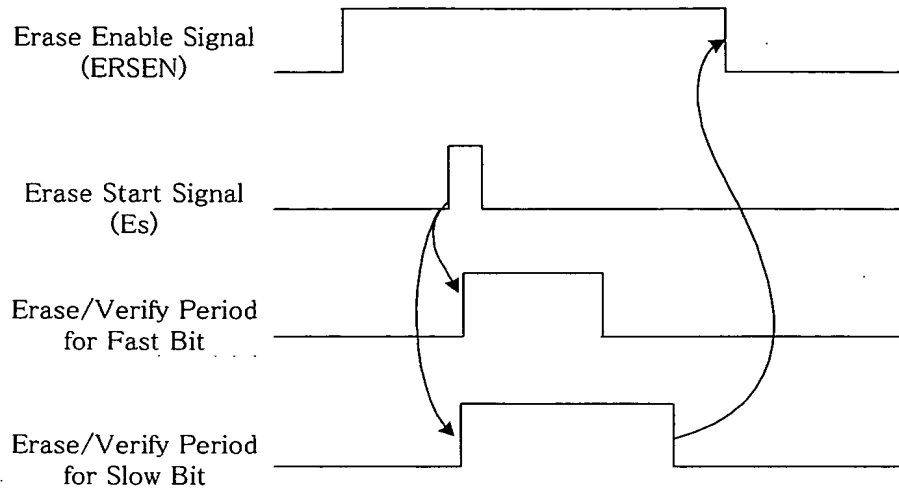 Erase Enable Signal
(ERSEN)
Erase Start Signal
(Es)
Erase/Verify Period
for Fast Bit
Erase/Verify Period
for Slow Bit